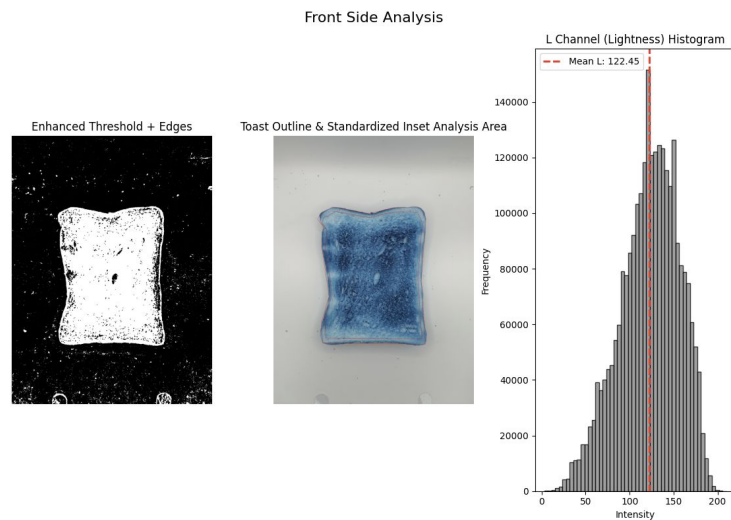 Front Side Analysis
Enhanced Threshold + Edges
Toast Outline & Standardized Inset Analysis Area
L Channel (Lightness) Histogram
Mean L: 122.45
140000
120000
100000
80000
60000
40000
20000
0
Frequency
0
50
100
150
200
Intensity